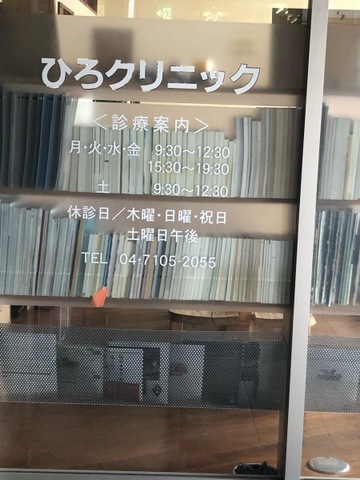 ひろクリニック
＜診療案内＞
月・火・水・金 9:30～12:30
15:30～19:30
土 9:30～12:30
休診日／木曜・日曜・祝日
土曜日午後
TEL 04-7105-2055